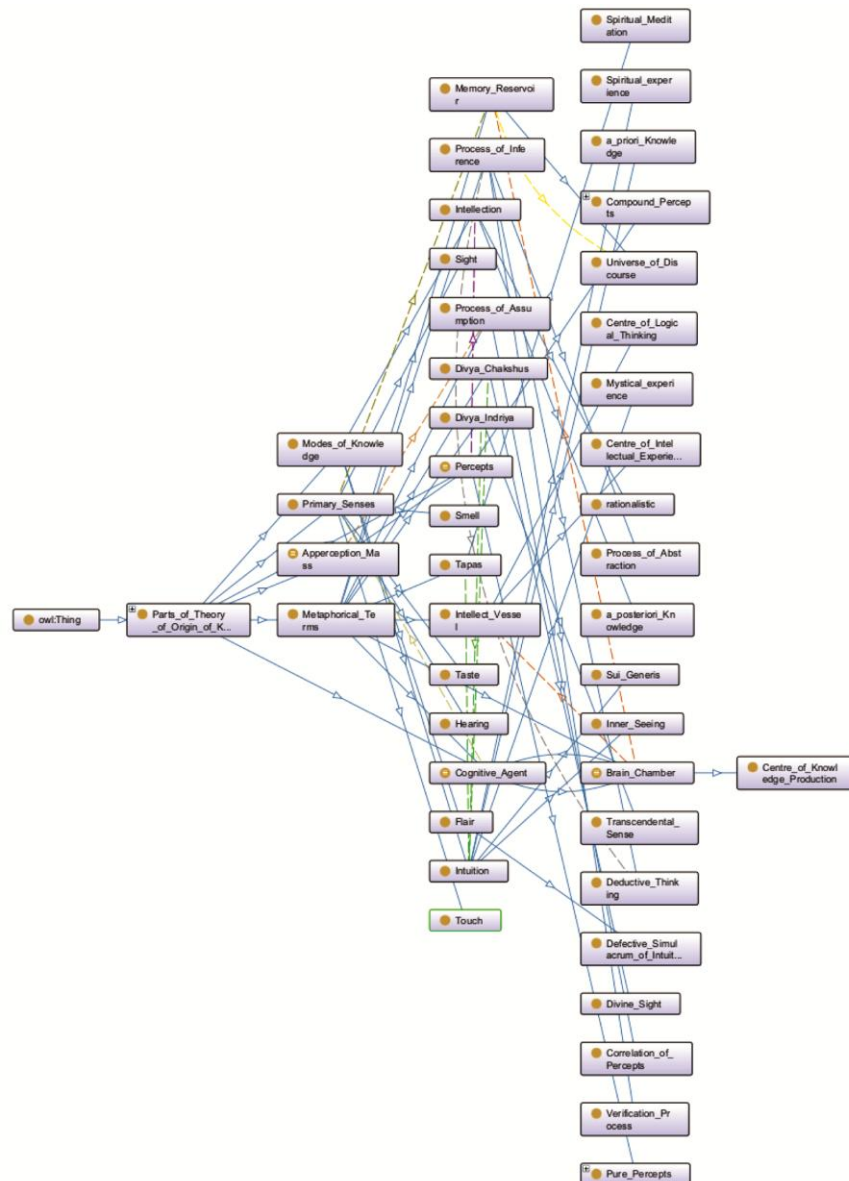 owl:Thing
Parts_of_Theory
_of_Origin_of_K...
Modes_of_Knowle
dge
Primary_Senses
Apperception_Ma
ss
Metaphorical_Te
rms
Memory_Reservoi
r
Process_of_Infe
rence
Intellection
Sight
Process_of_Assu
mption
Divya_Chakshus
Divya_Indriya
Percepts
Smell
Tapas
Intellect_Vesse
l
Taste
Hearing
Cognitive_Agent
Flair
Intuition
Touch
Spiritual_Medit
ation
Spiritual_exper
ience
a_priori_Knowle
dge
Compound_Percep
ts
Universe_of_Dis
course
Centre_of_Logic
al_Thinking
Mystical_experi
ence
Centre_of_Intel
lectual_Experie...
rationalistic
Process_of_Abst
raction
a_posteriori_Kn
owledge
Sui_Generis
Inner_Seeing
Brain_Chamber
Transcendental_
Sense
Deductive_Think
ing
Defective_Simul
acrum_of_Intuit...
Divine_Sight
Correlation_of_
Percepts
Verification_Pr
ocess
Pure_Percepts
Centre_of_Knowl
edge_Production